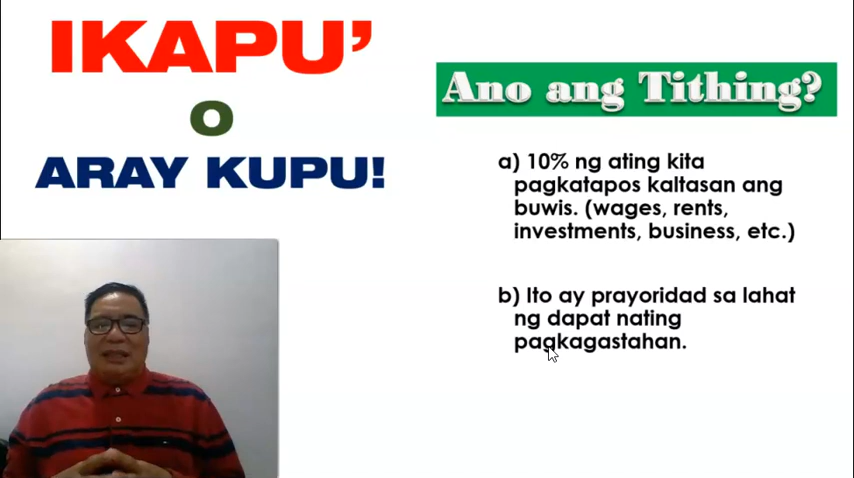 IKAPU’
O
ARAY KUPU!
Ano ang Tithing?
a) 10% ng ating kita
pagkatapos kaltasan ang
buwis. (wages, rents,
investments, business, etc.)
b) Ito ay prayoridad sa lahat
ng dapat nating
pagkagastahan.